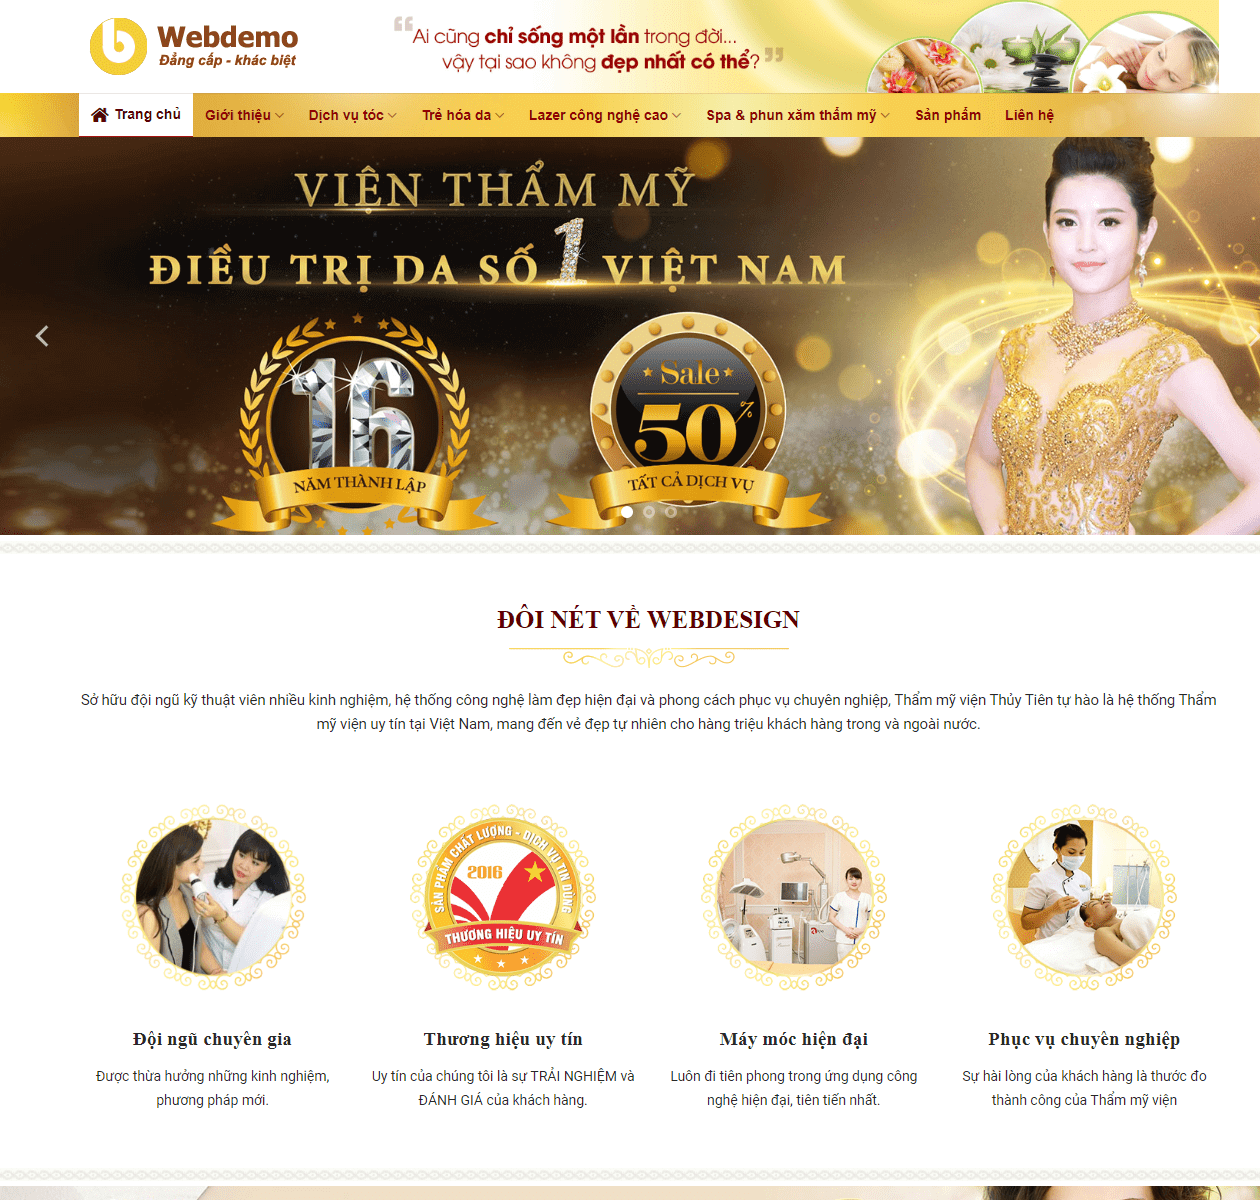 Webdemo
Đẳng cấp - khác biệt
“Ai cũng chỉ sống một lần trong đời...
vậy tại sao không đẹp nhất có thể? ”
Trang chủ Giới thiệu Dịch vụ tóc Trẻ hóa da Lazer công nghệ cao Spa & phun xăm thẩm mỹ Sản phẩm Liên hệ
VIỆN THẨM MỸ
ĐIỀU TRỊ DA SỐ 1 VIỆT NAM
16
NĂM THÀNH LẬP
Sale
50%
TẤT CẢ DỊCH VỤ
ĐÔI NÉT VỀ WEBDESIGN
Sở hữu đội ngũ kỹ thuật viên nhiều kinh nghiệm, hệ thống công nghệ làm đẹp hiện đại và phong cách phục vụ chuyên nghiệp, Thẩm mỹ viện Thủy Tiên tự hào là hệ thống Thẩm
mỹ viện uy tín tại Việt Nam, mang đến vẻ đẹp tự nhiên cho hàng triệu khách hàng trong và ngoài nước.
SẢN PHẨM CHẤT LƯỢNG - DỊCH VỤ TIN DÙNG
2016
THƯƠNG HIỆU UY TÍN
Đội ngũ chuyên gia
Được thừa hưởng những kinh nghiệm,
phương pháp mới.
Thương hiệu uy tín
Uy tín của chúng tôi là sự TRẢI NGHIỆM và
ĐÁNH GIÁ của khách hàng.
Máy móc hiện đại
Luôn đi tiên phong trong ứng dụng công
nghệ hiện đại, tiên tiến nhất.
Phục vụ chuyên nghiệp
Sự hài lòng của khách hàng là thước đo
thành công của Thẩm mỹ viện